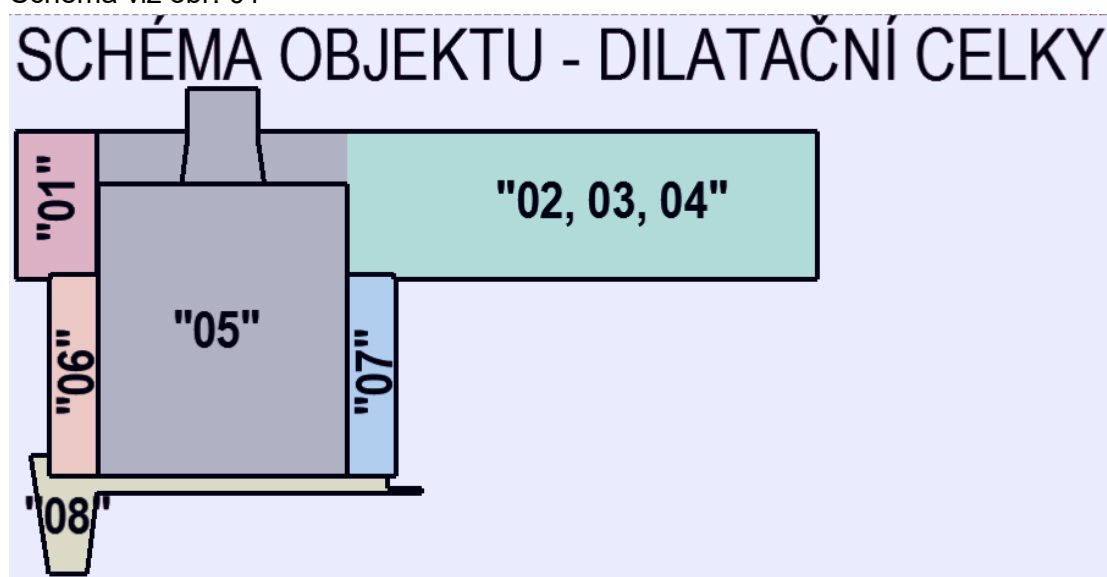 SCHÉMA OBJEKTU - DILATAČNÍ CELKY
"01"
"02, 03, 04"
"05"
"06"
"07"
"08"